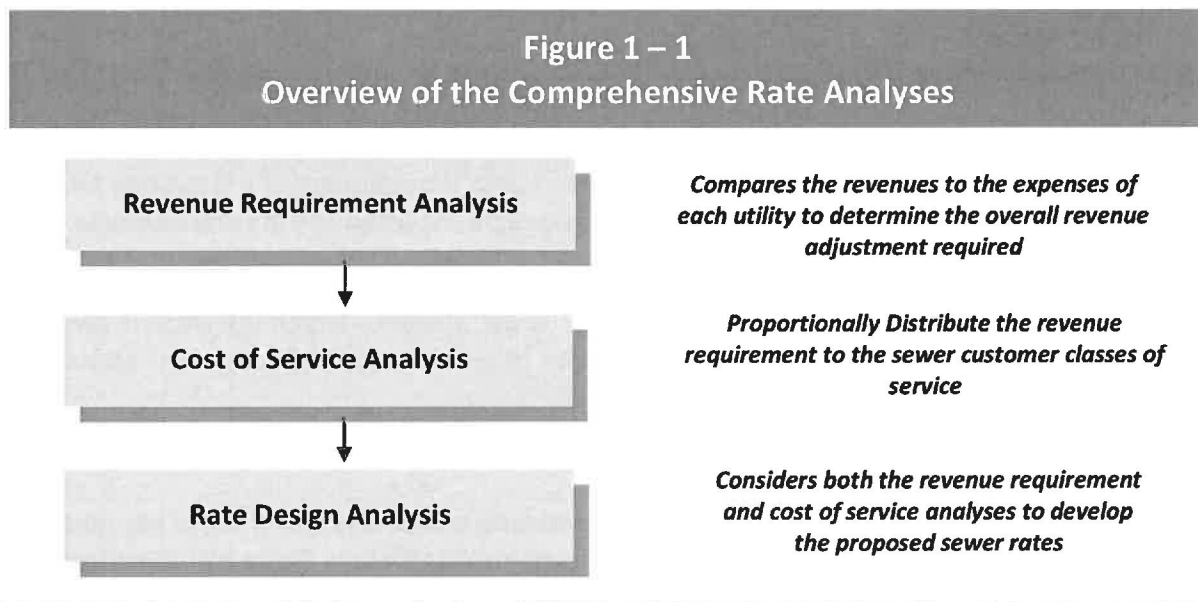 Figure 1 – 1
Overview of the Comprehensive Rate Analyses
Revenue Requirement Analysis
Compares the revenues to the expenses of
each utility to determine the overall revenue
adjustment required
Cost of Service Analysis
Proportionally Distribute the revenue
requirement to the sewer customer classes of
service
Rate Design Analysis
Considers both the revenue requirement
and cost of service analyses to develop
the proposed sewer rates